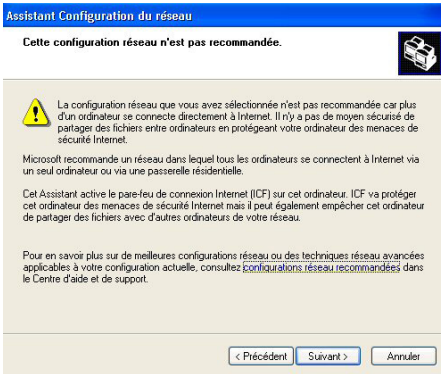 Assistant Configuration du réseau
Cette configuration réseau n'est pas recommandée.
La configuration réseau que vous avez sélectionnée n'est pas recommandée car plus
d'un ordinateur se connecte directement à Internet. Il n'y a pas de moyen sécurisé de
partager des fichiers entre ordinateurs en protégeant votre ordinateur des menaces de
sécurité Internet.
Microsoft recommande un réseau dans lequel tous les ordinateurs se connectent à Internet via
un seul ordinateur ou via une passerelle résidentielle.
Cet Assistant active le pare-feu de connexion Internet (ICF) sur cet ordinateur. ICF va protéger
cet ordinateur des menaces de sécurité Internet mais il peut également empêcher cet ordinateur
de partager des fichiers avec d'autres ordinateurs de votre réseau.
Pour en savoir plus sur de meilleures configurations réseau ou des techniques réseau avancées
applicables à votre configuration actuelle, consultez configurations réseau recommandées dans
le Centre d'aide et de support.
< Précédent Suivant > Annuler